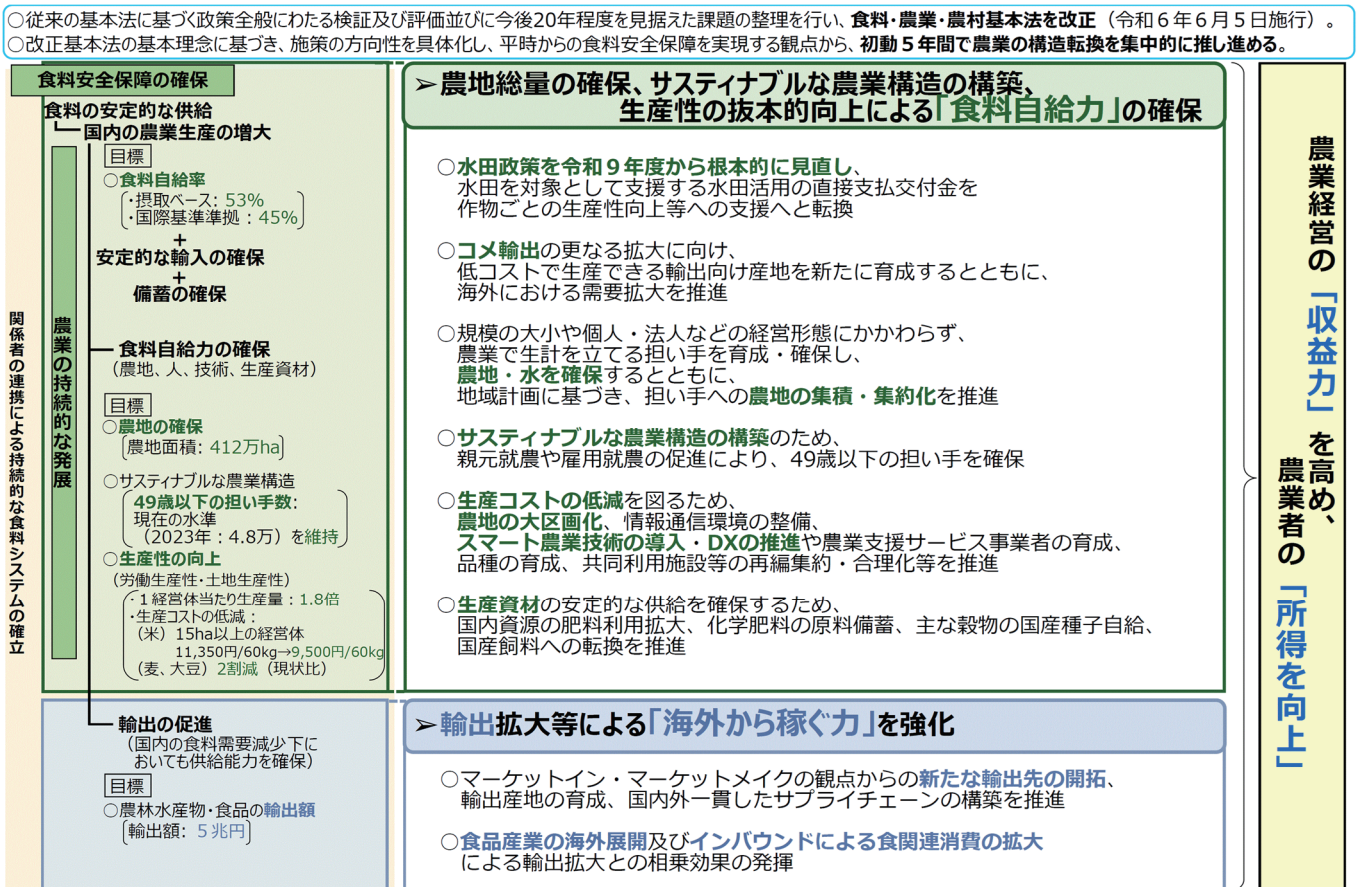 ○従来の基本法に基づく政策全般にわたる検証及び評価並びに今後20年程度を見据えた課題の整理を行い、食料・農業・農村基本法を改正（令和６年６月５日施行）。
○改正基本法の基本理念に基づき、施策の方向性を具体化し、平時からの食料安全保障を実現する観点から、初動５年間で農業の構造転換を集中的に推し進める。
関係者の連携による持続的な食料システムの確立
食料安全保障の確保
食料の安定的な供給
国内の農業生産の増大
農業の持続的な発展
目標
○食料自給率
・摂取ベース: 53%
・国際基準準拠：45%
＋
安定的な輸入の確保
＋
備蓄の確保
食料自給力の確保
（農地、人、技術、生産資材）
目標
○農地の確保
農地面積: 412万ha
○サスティナブルな農業構造
49歳以下の担い手数:
現在の水準
（2023年：4.8万）を維持
○生産性の向上
（労働生産性・土地生産性）
・１経営体当たり生産量：1.8倍
・生産コストの低減：
（米）15ha以上の経営体
11,350円/60kg→9,500円/60kg
（麦、大豆）2割減（現状比）
➢農地総量の確保、サスティナブルな農業構造の構築、
生産性の抜本的向上による「食料自給力」の確保
○水田政策を令和９年度から根本的に見直し、
水田を対象として支援する水田活用の直接支払交付金を
作物ごとの生産性向上等への支援へと転換
○コメ輸出の更なる拡大に向け、
低コストで生産できる輸出向け産地を新たに育成するとともに、
海外における需要拡大を推進
○規模の大小や個人・法人などの経営形態にかかわらず、
農業で生計を立てる担い手を育成・確保し、
農地・水を確保するとともに、
地域計画に基づき、担い手への農地の集積・集約化を推進
○サスティナブルな農業構造の構築のため、
親元就農や雇用就農の促進により、49歳以下の担い手を確保
○生産コストの低減を図るため、
農地の大区画化、情報通信環境の整備、
スマート農業技術の導入・DXの推進や農業支援サービス事業者の育成、
品種の育成、共同利用施設等の再編集約・合理化等を推進
○生産資材の安定的な供給を確保するため、
国内資源の肥料利用拡大、化学肥料の原料備蓄、主な穀物の国産種子自給、
国産飼料への転換を推進
輸出の促進
（国内の食料需要減少下に
おいても供給能力を確保）
目標
○農林水産物・食品の輸出額
輸出額: ５兆円
➢輸出拡大等による「海外から稼ぐ力」を強化
○マーケットイン・マーケットメイクの観点からの新たな輸出先の開拓、
輸出産地の育成、国内外一貫したサプライチェーンの構築を推進
○食品産業の海外展開及びインバウンドによる食関連消費の拡大
による輸出拡大との相乗効果の発揮
農業経営の「収益力」を高め、
農業者の「所得を向上」